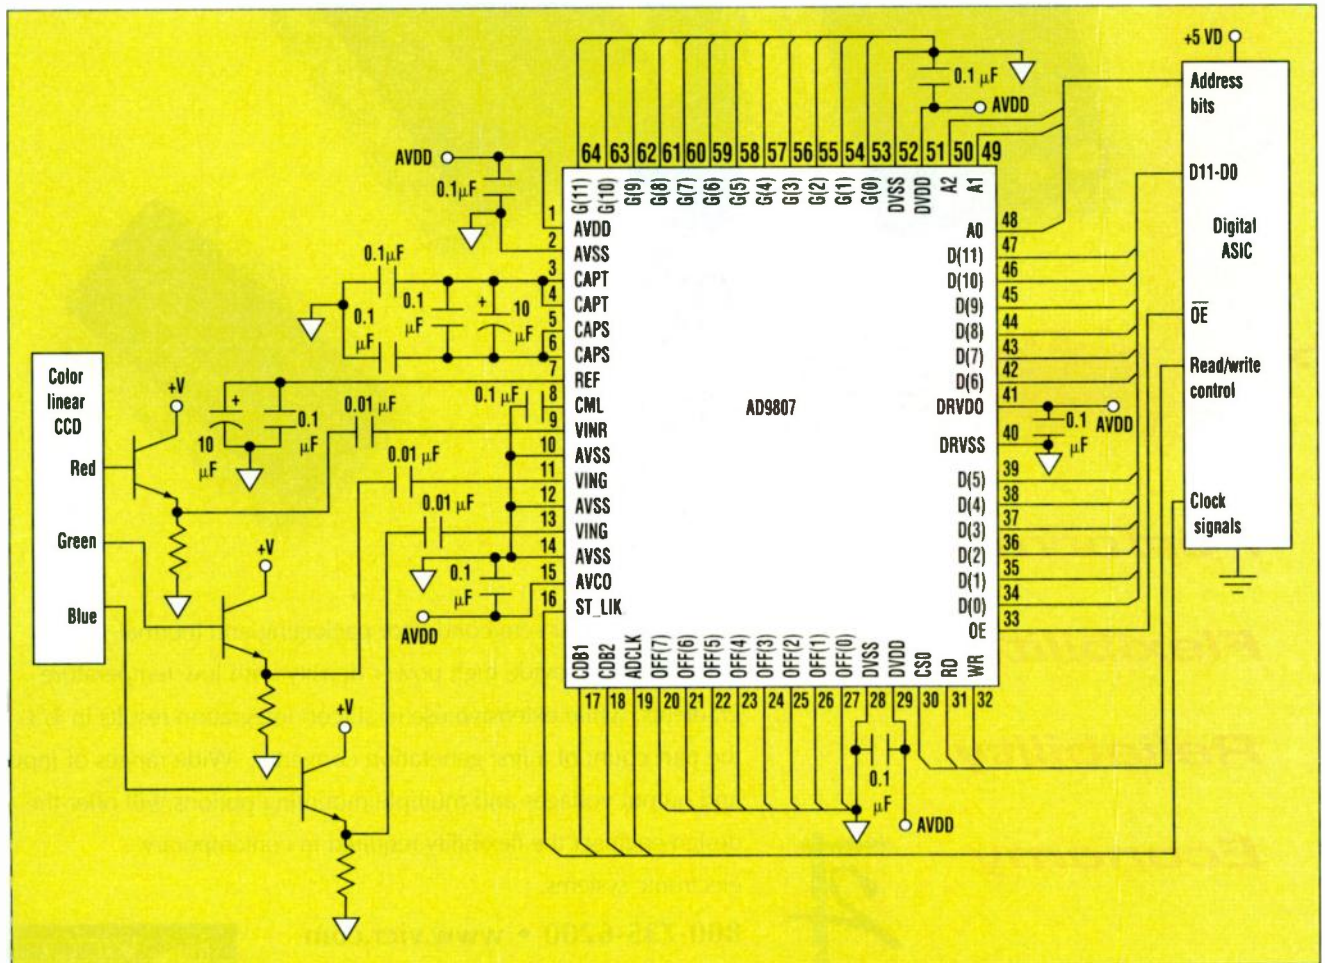 +5 VD
Address
bits
0.1 µF
AVDD
64 63 62 61 60 59 58 57 56 55 54 53 52 51 50 49
AVDD
0.1µF
G(11) G(10) G(9) G(8) G(7) G(6) G(5) G(4) G(3) G(2) G(1) G(0) DVSS DVDD A2 A1
D11-D0
1
AVDD
2
AVSS
3
CAPT
4
CAPT
5
CAPS
6
CAPS
7
REF
8
CML
9
VINR
10
AVSS
11
VING
12
AVSS
13
VING
14
AVSS
15
AVCO
16
ST_LIK
0.1µF
0.1
µF
10
µF
0.1
µF
0.1 µF
0.01 µF
0.01 µF
0.01 µF
0.1
µF
AVDD
+
+
10
µF
0.1
µF
Color
linear
CCD
Red
Green
Blue
+V
+V
+V
AD9807
48
A0
47
D(11)
46
D(10)
45
D(9)
44
D(8)
43
D(7)
42
D(6)
41
DRVDO
40
DRVSS
39
D(5)
38
D(4)
37
D(3)
36
D(2)
35
D(1)
34
D(0)
33
OE
0.1
µF
AVDD
Digital
ASIC
OE
Read/write
control
Clock
signals
CDB1 CDB2 ADCLK OFF(7) OFF(6) OFF(5) OFF(4) OFF(3) OFF(2) OFF(1) OFF(0) DVSS DVDD CS0 RD WR
17 18 19 20 21 22 23 24 25 26 27 28 29 30 31 32
0.1
µF
AVDD